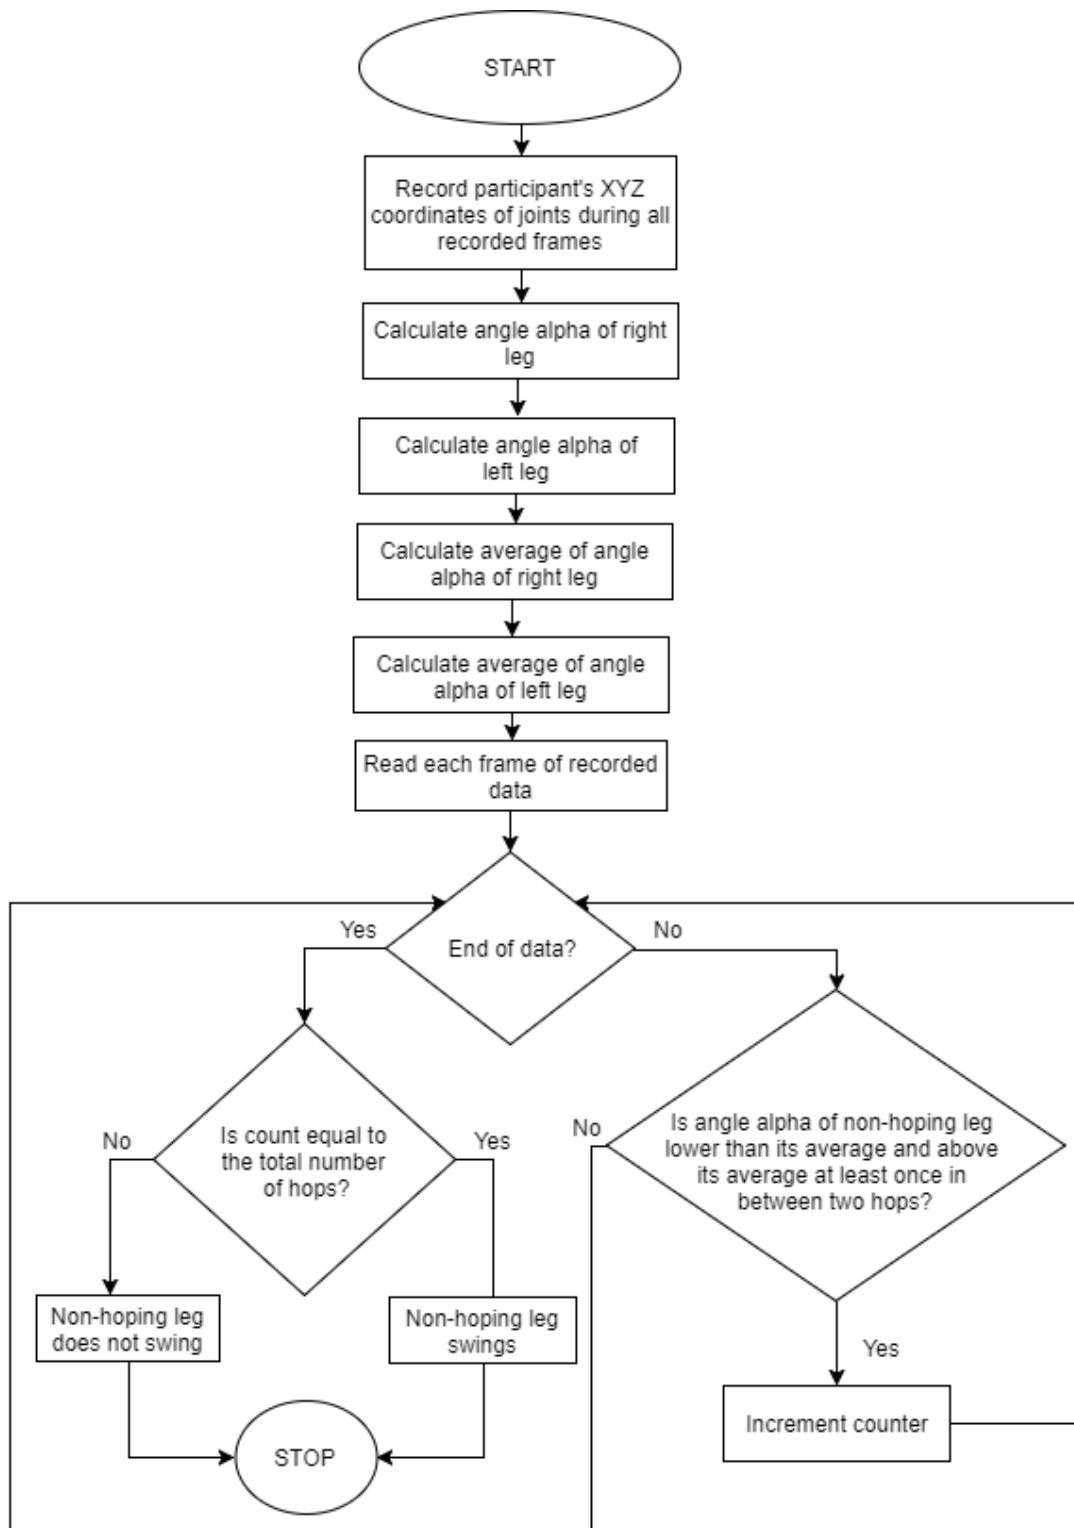 START
Record participant's XYZ
coordinates of joints during all
recorded frames
Calculate angle alpha of right
leg
Calculate angle alpha of
left leg
Calculate average of angle
alpha of right leg
Calculate average of angle
alpha of left leg
Read each frame of recorded
data
Yes
End of data?
No
No
Is count equal to
the total number
of hops?
Yes
No
Is angle alpha of non-hoping leg
lower than its average and above
its average at least once in
between two hops?
Non-hoping leg
does not swing
Non-hoping leg
swings
Yes
Increment counter
STOP